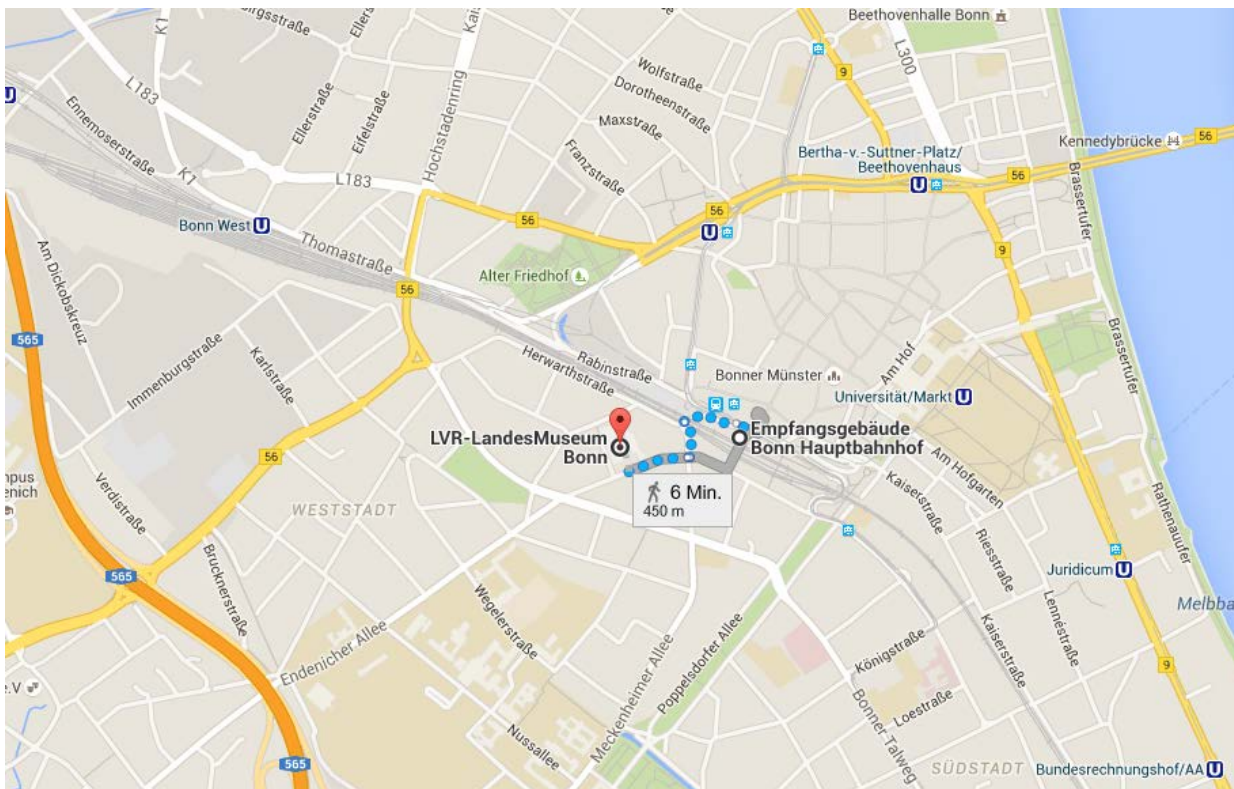 Beethovenhalle Bonn
K1
Ellerstraße
L183
Wolfstraße
L300
9
Dorotheenstraße
Ennemoserstraße
Ellerstraße
Eifelstraße
Hochstadenring
Maxstraße
Bertha-v.-Suttner-Platz/
Beethovenhaus
Kennedybrücke
56
Franzstraße
K1
L183
56
Brassertufer
Bonn West
56
56
Thomastraße
9
Am Dickobskreuz
Alter Friedhof
56
565
Immenburgstraße
Karlstraße
Herwarthstraße
Rabinstraße
Bonner Münster
Am Hof
Brassertufer
Universität/Markt
LVR-LandesMuseum
Bonn
Empfangsgebäude
Bonn Hauptbahnhof
56
6 Min.
450 m
Am Hofgarten
Verdistraße
WESTSTADT
Kaiserstraße
Rathenauufer
Riesstraße
565
Brucknerstraße
Juridicum
Wegelerstraße
Lennéstraße
Endenicher Allee
Meckenheimer Allee
Poppelsdorfer Allee
Königstraße
Kaiserstraße
9
Loestraße
Nussallee
Bonner Talweg
565
SÜDSTADT
Bundesrechnungshof/AA